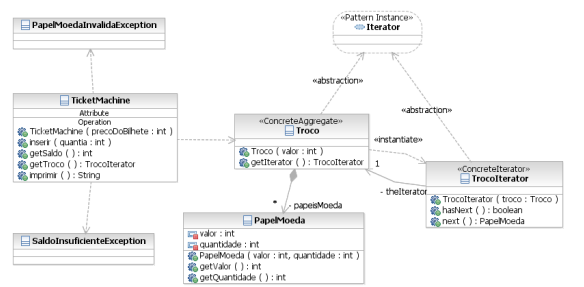 PapelMoedaInvalidaException
«Pattern Instance»
Iterator
«abstraction»
«abstraction»
TicketMachine
Attribute
Operation
TicketMachine ( precoDoBilhete : int )
inserir ( quantia : int )
getSaldo ( ) : int
getTroco ( ) : TrocoIterator
imprimir ( ) : String
«ConcreteAggregate»
Troco
Troco ( valor : int )
getIterator ( ) : TrocoIterator
«instantiate»
1
- theIterator
«ConcreteIterator»
TrocoIterator
TrocoIterator ( troco : Troco )
hasNext ( ) : boolean
next ( ) : PapelMoeda
*
- papeisMoeda
SaldoInsuficienteException
PapelMoeda
valor : int
quantidade : int
PapelMoeda ( valor : int, quantidade : int )
getValor ( ) : int
getQuantidade ( ) : int